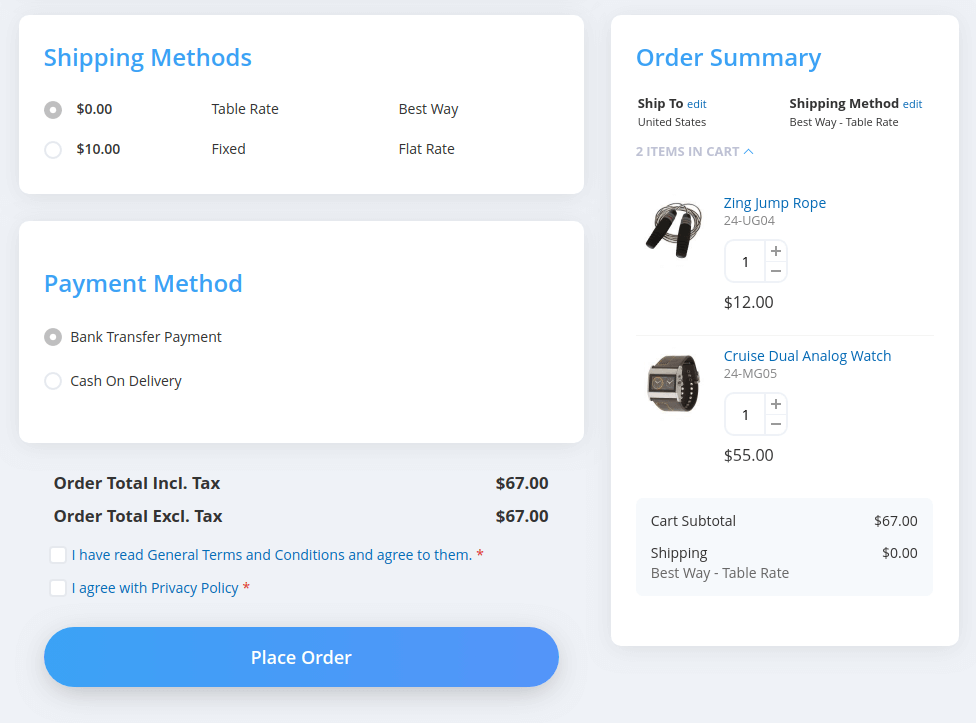 Shipping Methods
$0.00 Table Rate Best Way
$10.00 Fixed Flat Rate
Payment Method
Bank Transfer Payment
Cash On Delivery
Order Total Incl. Tax $67.00
Order Total Excl. Tax $67.00
I have read General Terms and Conditions and agree to them. *
I agree with Privacy Policy *
Place Order
Order Summary
Ship To edit Shipping Method edit
United States Best Way - Table Rate
2 ITEMS IN CART
Zing Jump Rope
24-UG04
1
$12.00
Cruise Dual Analog Watch
24-MG05
1
$55.00
Cart Subtotal $67.00
Shipping $0.00
Best Way - Table Rate